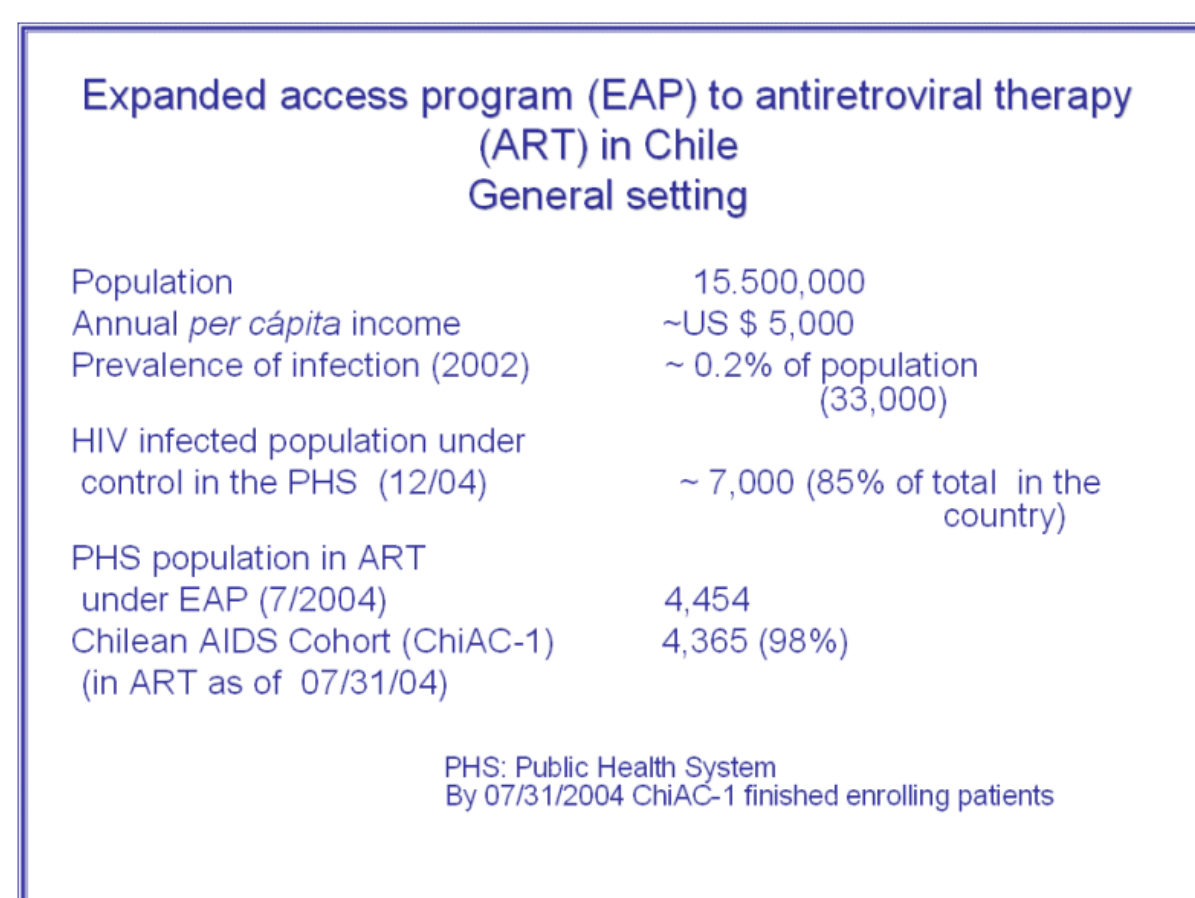 Expanded access program (EAP) to antiretroviral therapy
(ART) in Chile
General setting
Population 15.500,000
Annual per cápita income ~US $ 5,000
Prevalence of infection (2002) ~ 0.2% of population
(33,000)
HIV infected population under
control in the PHS (12/04) ~ 7,000 (85% of total in the
country)
PHS population in ART
under EAP (7/2004) 4,454
Chilean AIDS Cohort (ChiAC-1) 4,365 (98%)
(in ART as of 07/31/04)
PHS: Public Health System
By 07/31/2004 ChiAC-1 finished enrolling patients